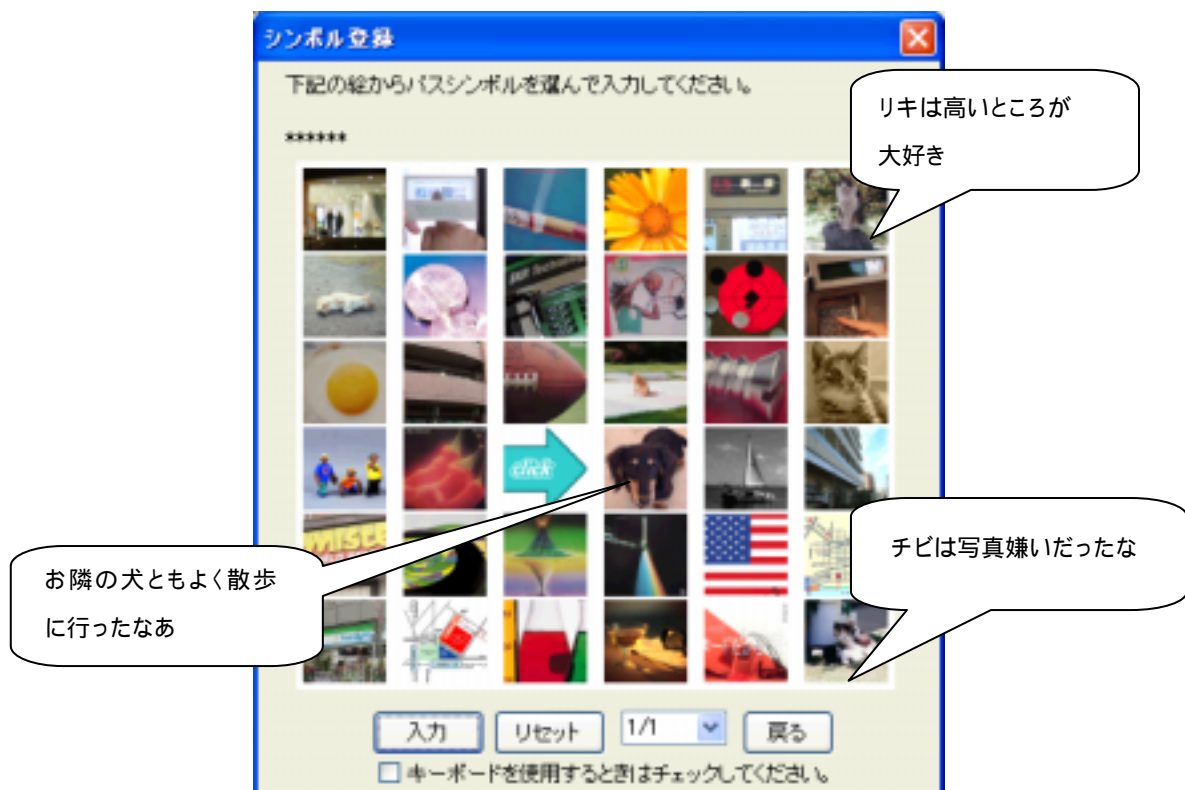 シンボル登録
下記の絵からパスシンボルを選んで入力してください。
リキは高いところが
大好き
******
click
チビは写真嫌いだったな
お隣の犬ともよく散歩
に行ったなあ
miste
入力
リセット
1/1
戻る
キーボードを使用するときはチェックしてください。